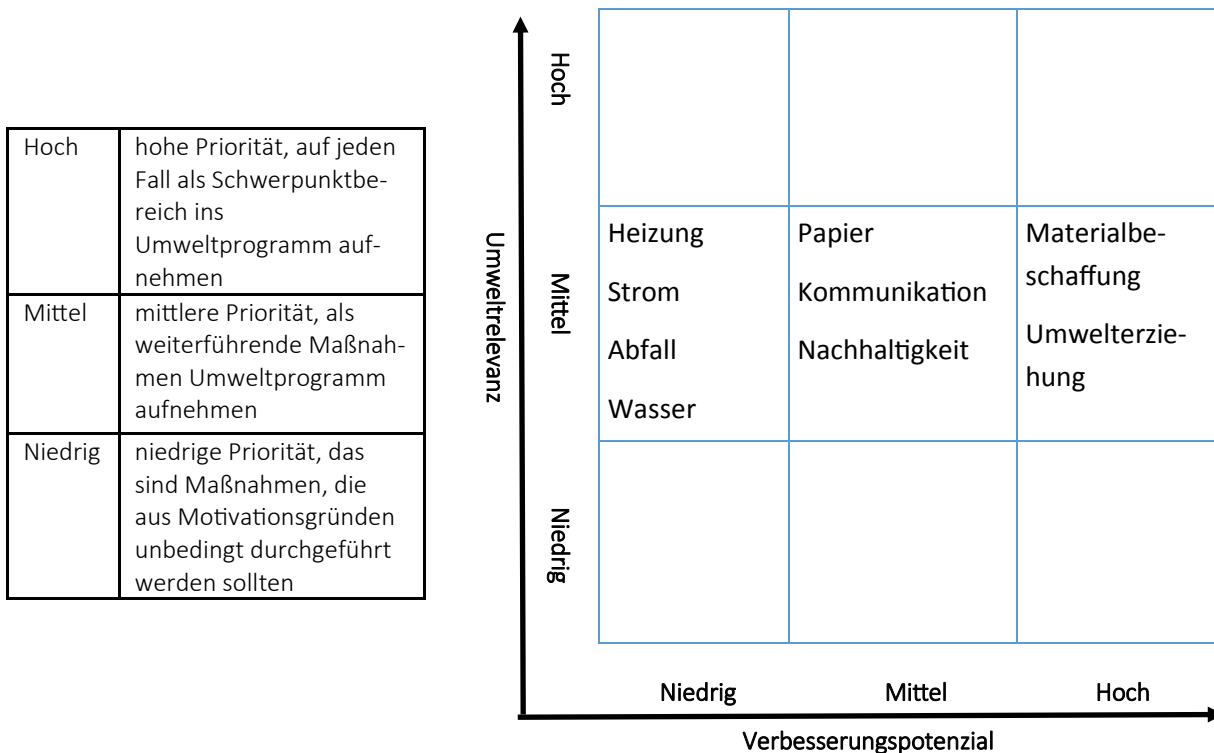 Hoch
hohe Priorität, auf jeden
Fall als Schwerpunktbe-
reich ins
Umweltprogramm auf-
nehmen
Mittel
mittlere Priorität, als
weiterführende Maßnah-
men Umweltprogramm
aufnehmen
Niedrig
niedrige Priorität, das
sind Maßnahmen, die
aus Motivationsgründen
unbedingt durchgeführt
werden sollten
Umweltrelevanz
Hoch
Mittel
Niedrig
Heizung
Strom
Abfall
Wasser
Papier
Kommunikation
Nachhaltigkeit
Materialbe-
schaffung
Umwelterzie-
hung
Niedrig
Mittel
Hoch
Verbesserungspotenzial